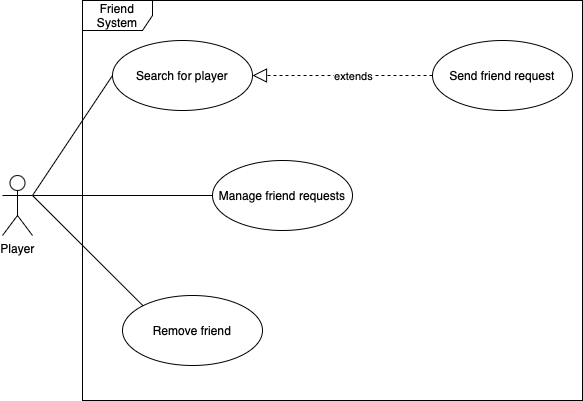 Friend
System
Search for player
extends
Send friend request
Manage friend requests
Player
Remove friend